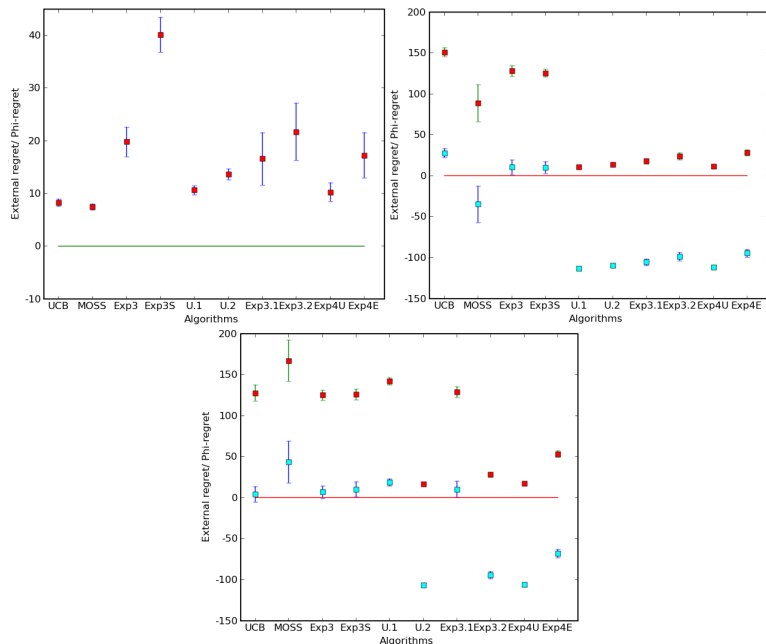 40
30
20
10
0
-10
External regret/ Phi-regret
UCB MOSS Exp3 Exp3S U.1 U.2 Exp3.1 Exp3.2 Exp4U Exp4E
Algorithms
200
150
100
50
0
-50
-100
-150
External regret/ Phi-regret
UCB MOSS Exp3 Exp3S U.1 U.2 Exp3.1 Exp3.2 Exp4U Exp4E
Algorithms
200
150
100
50
0
-50
-100
-150
External regret/ Phi-regret
UCB MOSS Exp3 Exp3S U.1 U.2 Exp3.1 Exp3.2 Exp4U Exp4E
Algorithms